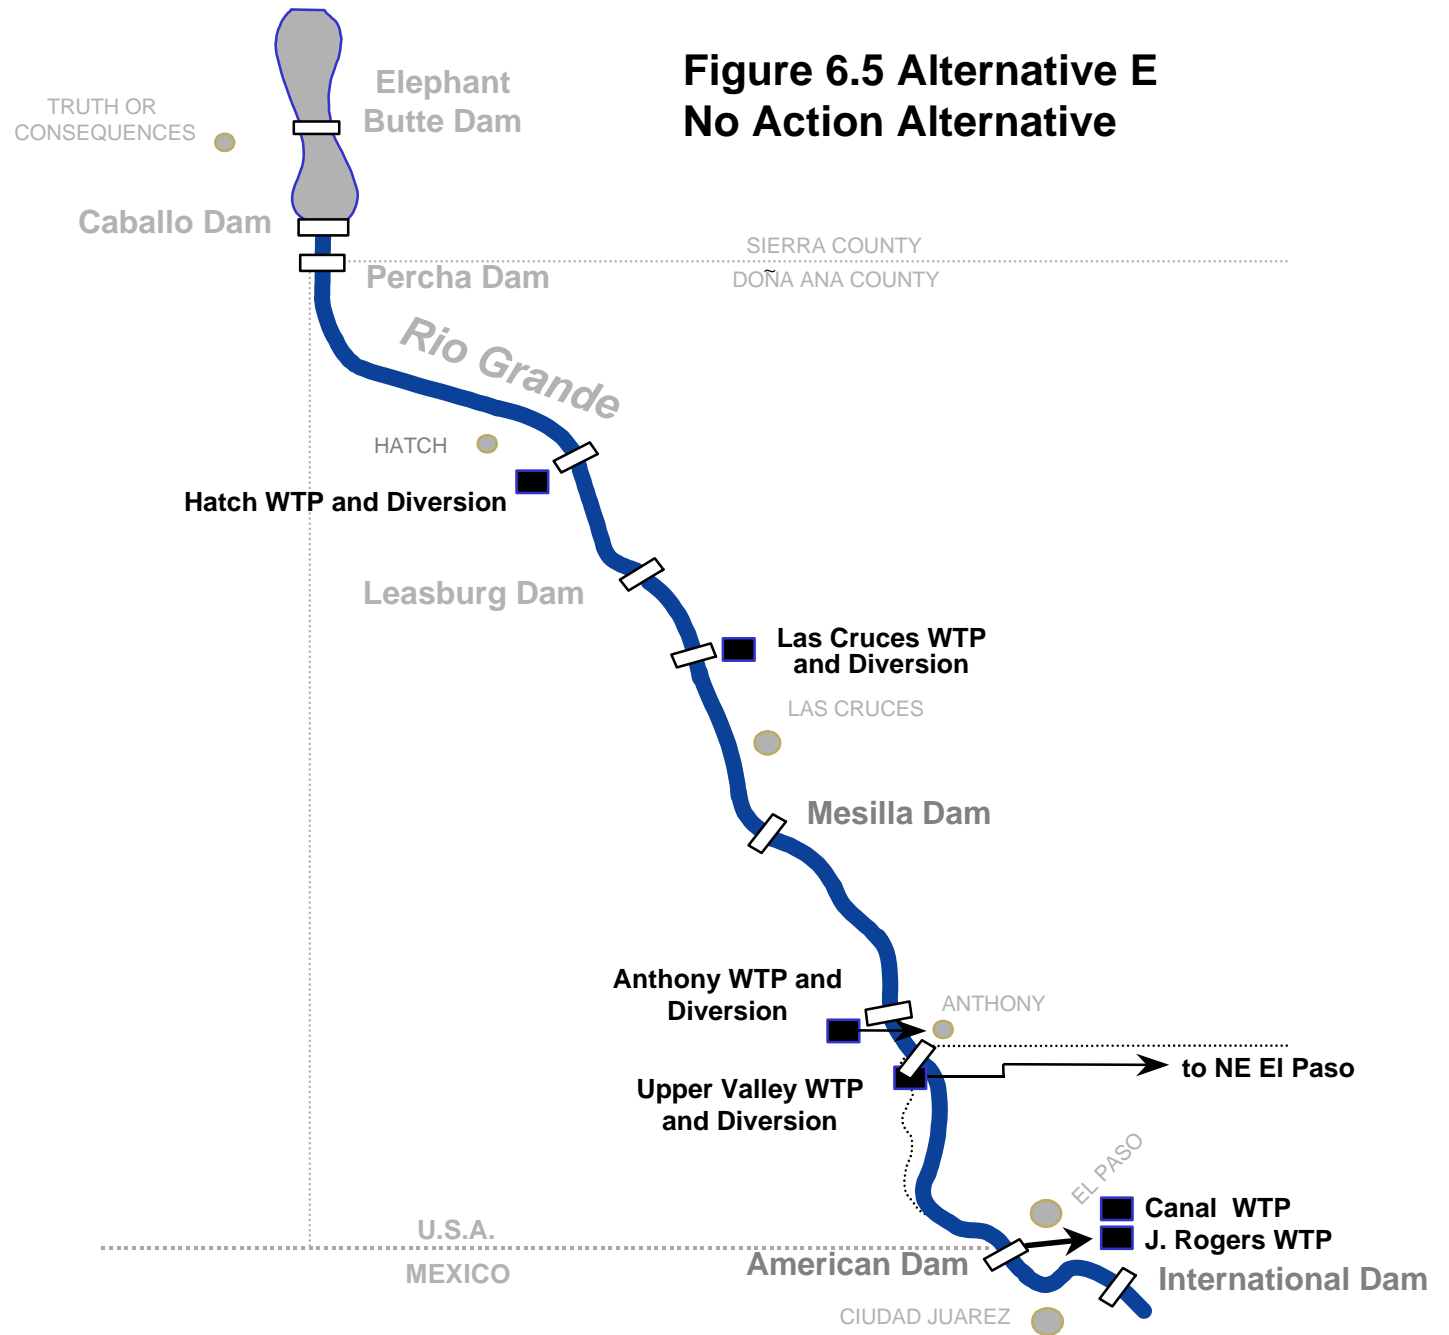 Figure 6.5 Alternative E
No Action Alternative
Elephant
Butte Dam
TRUTH OR
CONSEQUENCES
Caballo Dam
SIERRA COUNTY
Percha Dam
DOÑA ANA COUNTY
Rio Grande
HATCH
Hatch WTP and Diversion
Leasburg Dam
Las Cruces WTP
and Diversion
LAS CRUCES
Mesilla Dam
Anthony WTP and
Diversion
ANTHONY
to NE El Paso
Upper Valley WTP
and Diversion
EL PASO
Canal WTP
J. Rogers WTP
U.S.A.
MEXICO
American Dam
International Dam
CIUDAD JUAREZ